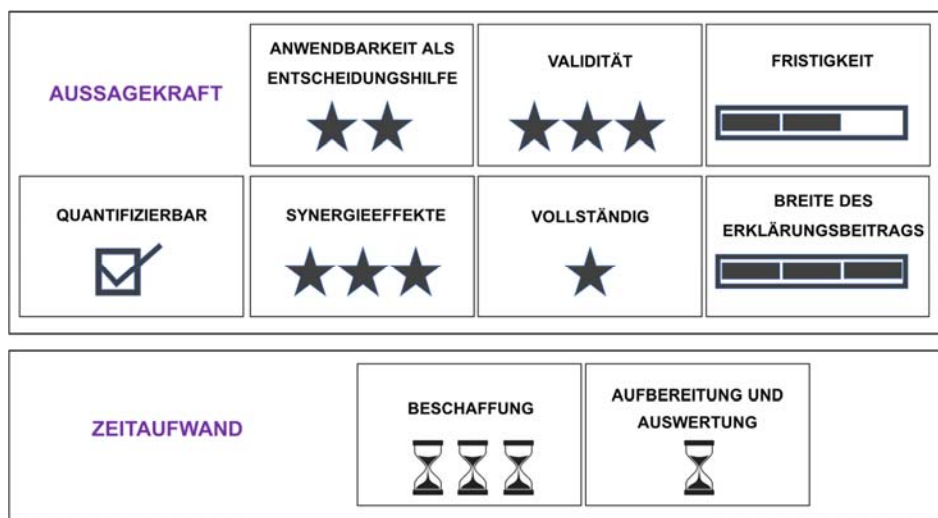 AUSSAGEKRAFT
ANWENDBARKEIT ALS
ENTSCHEIDUNGSHILFE
VALIDITÄT
FRISTIGKEIT
QUANTIFIZIERBAR
SYNERGIEEFFEKTE
VOLLSTÄNDIG
BREITE DES
ERKLÄRUNGSBEITRAGS
ZEITAUFWAND
BESCHAFFUNG
AUFBEREITUNG UND
AUSWERTUNG